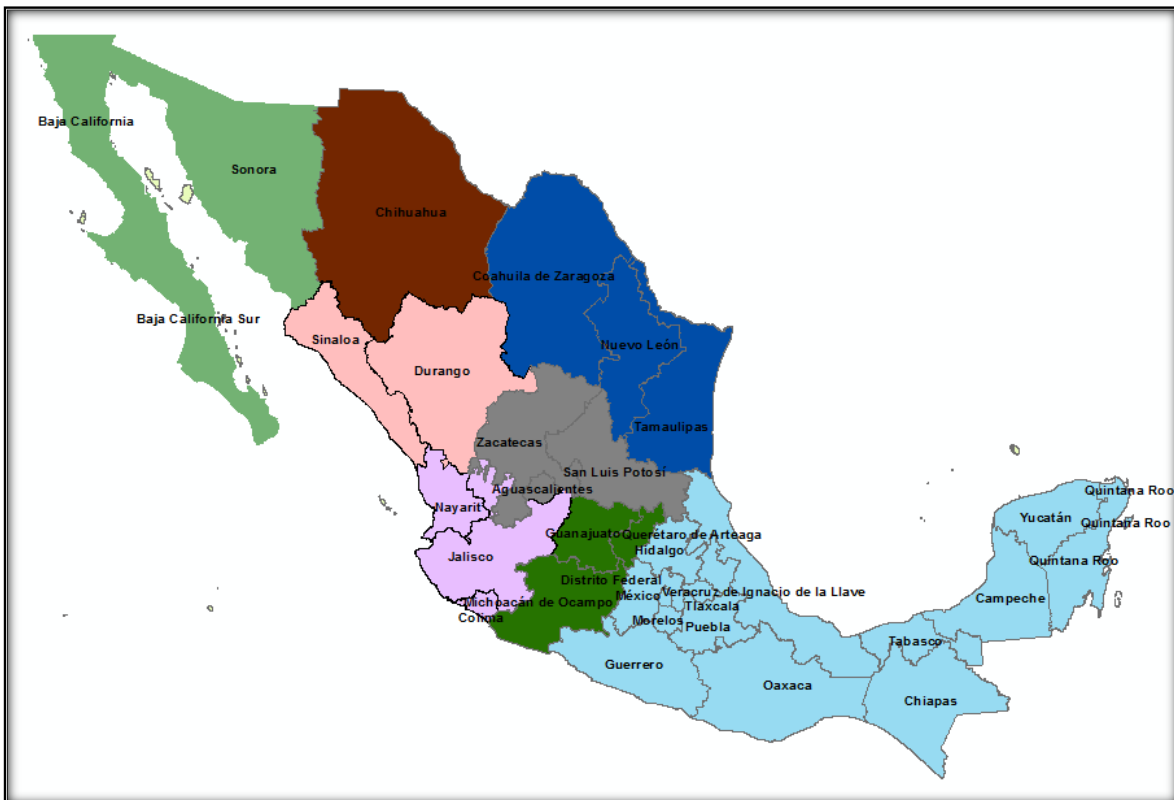 Baja California
Sonora
Chihuahua
Coahuila de Zaragoza
Baja California Sur
Sinaloa
Nuevo León
Durango
Tamaulipas
Zacatecas
San Luis Potosí
Aguascalientes
Nayarit
Quintana Roo
Yucatán
Quintana Roo
Guanajuato
Querétaro de Arteaga
Hidalgo
Jalisco
Quintana Roo
Distrito Federal
México
Veracruz de Ignacio de la Llave
Campeche
Michoacán de Ocampo
Tlaxcala
Colima
Morelos
Puebla
Tabasco
Guerrero
Oaxaca
Chiapas